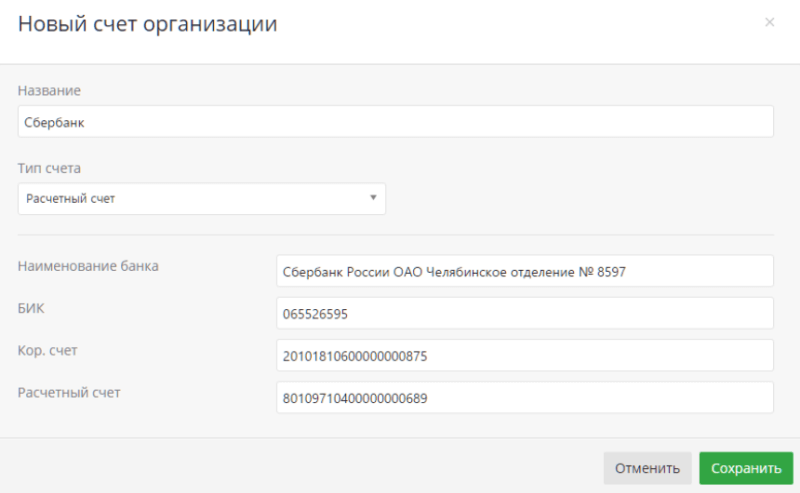 Новый счет организации
×
Название
Сбербанк
Тип счета
Расчетный счет
Наименование банка Сбербанк России ОАО Челябинское отделение № 8597
БИК 065526595
Кор. счет 20101810600000000875
Расчетный счет 80109710400000000689
Отменить Сохранить